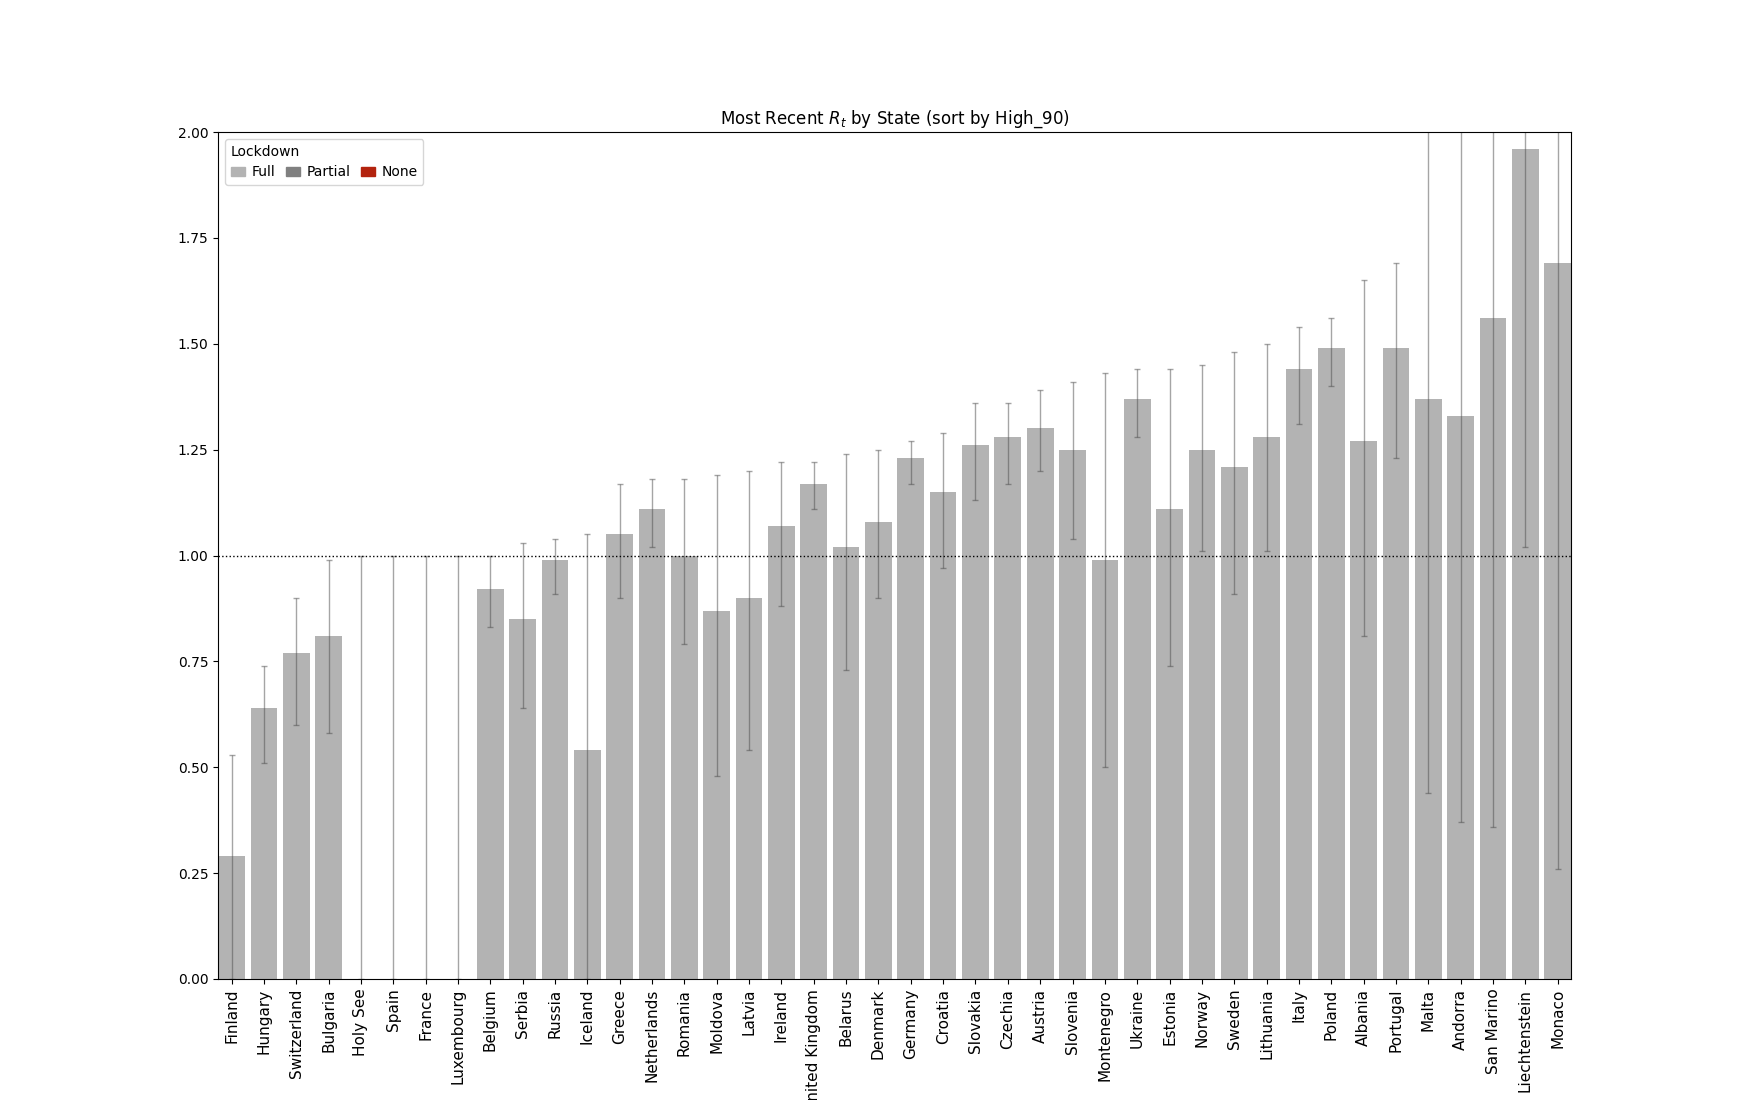 Most Recent R_t by State (sort by High_90)
Lockdown
Full Partial None
2.00
1.75
1.50
1.25
1.00
0.75
0.50
0.25
0.00
Finland
Hungary
Switzerland
Bulgaria
Holy See
Spain
France
Luxembourg
Belgium
Serbia
Russia
Iceland
Greece
Netherlands
Romania
Moldova
Latvia
Ireland
nited Kingdom
Belarus
Denmark
Germany
Croatia
Slovakia
Czechia
Austria
Slovenia
Montenegro
Ukraine
Estonia
Norway
Sweden
Lithuania
Italy
Poland
Albania
Portugal
Malta
Andorra
San Marino
Liechtenstein
Monaco